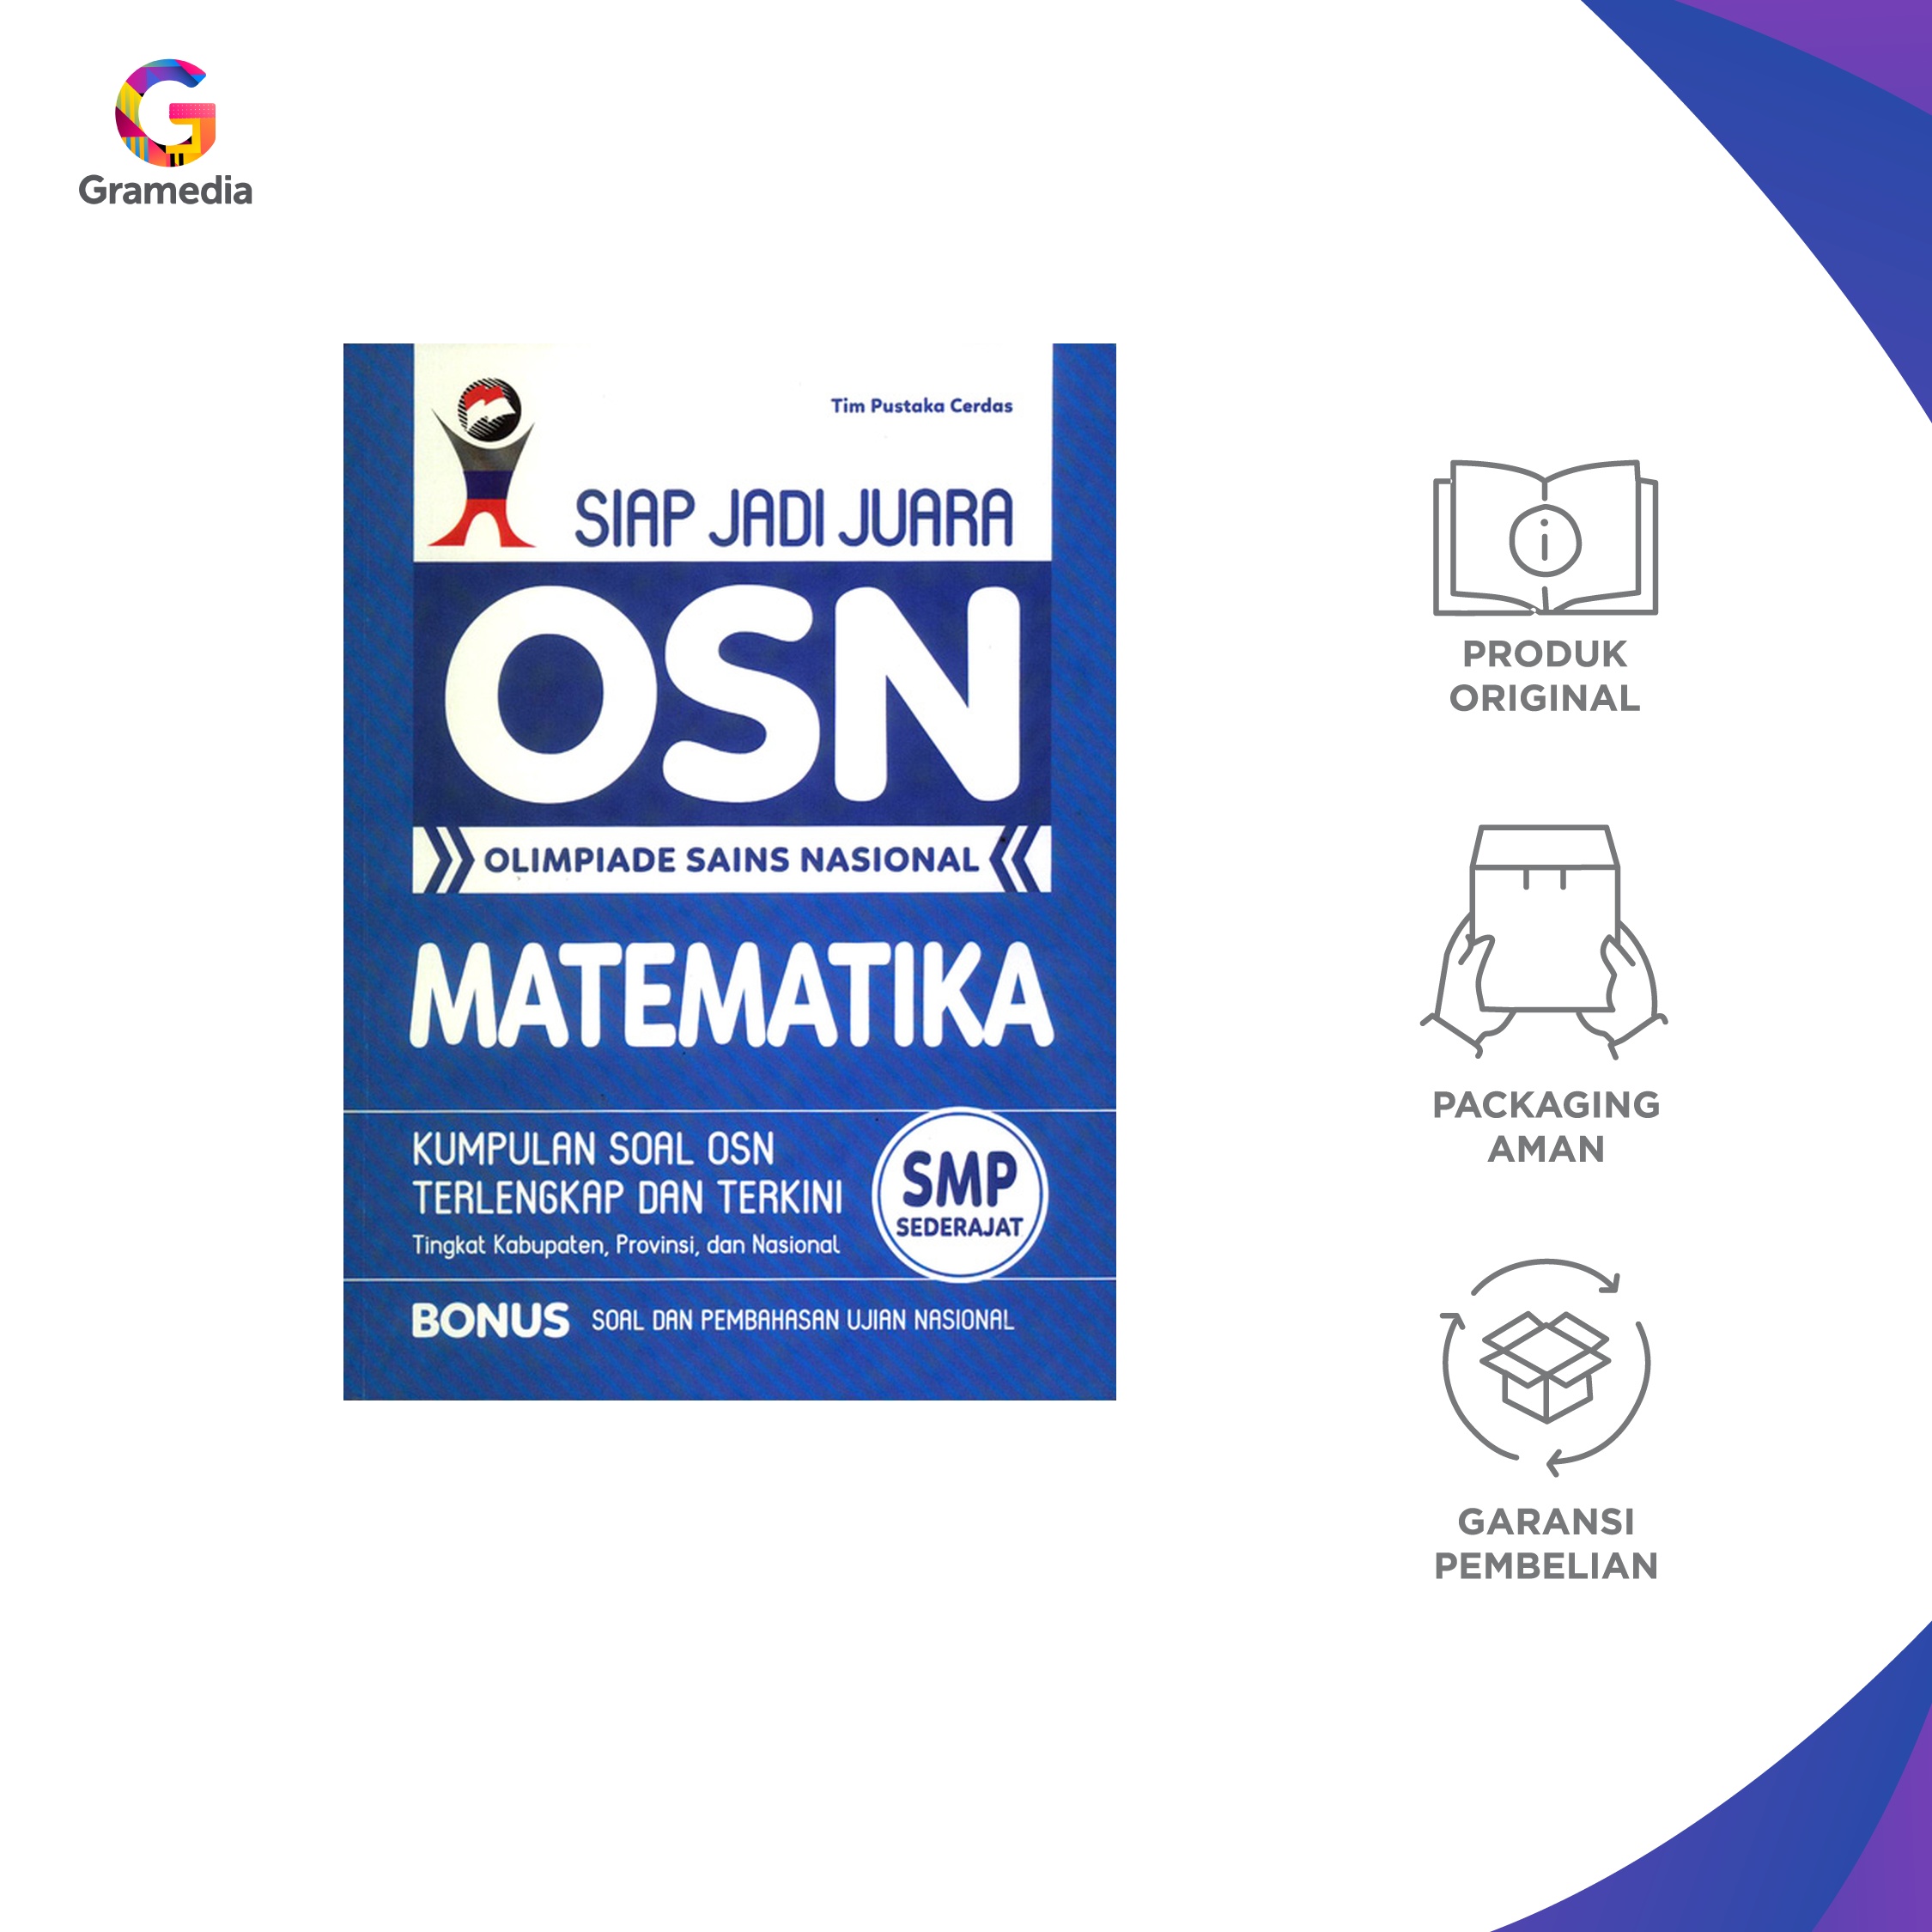 Gramedia
Tim Pustaka Cerdas
SIAP JADI JUARA
OSN
OLIMPIADE SAINS NASIONAL
MATEMATIKA
KUMPULAN SOAL OSN
TERLENGKAP DAN TERKINI
Tingkat Kabupaten, Provinsi, dan Nasional
SMP
SEDERAJAT
BONUS SOAL DAN PEMBAHASAN UJIAN NASIONAL
PRODUK
ORIGINAL
PACKAGING
AMAN
GARANSI
PEMBELIAN